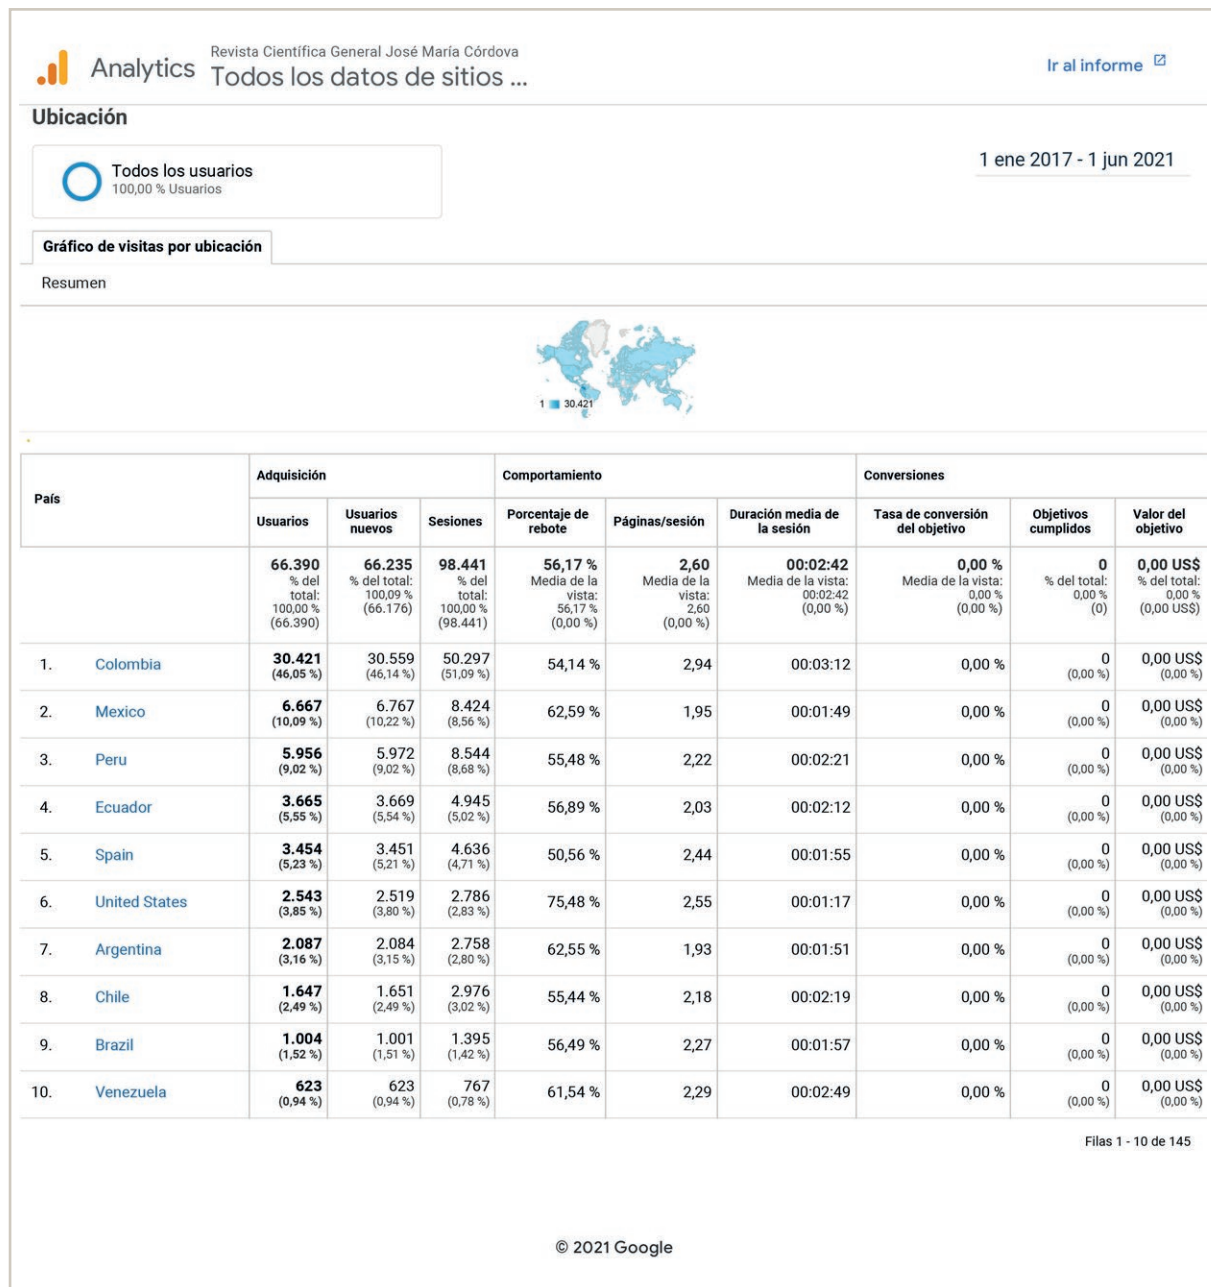 Analytics
Revista Científica General José María Córdova
Todos los datos de sitios ...
Ir al informe
Ubicación
Todos los usuarios
100,00 % Usuarios
1 ene 2017 - 1 jun 2021
Gráfico de visitas por ubicación
Resumen
1 30.421
País
Adquisición Comportamiento Conversiones
Usuarios Usuarios nuevos Sesiones Porcentaje de rebote Páginas/sesión Duración media de la sesión Tasa de conversión del objetivo Objetivos cumplidos Valor del objetivo
66.390 66.235 98.441 56,17 % 2,60 00:02:42 0,00 % 0 0,00 US$
% del total: 100,00 % (66.390) % del total: 100,09 % (66.176) % del total: 100,00 % (98.441) Media de la vista: 56,17 % (0,00 %) Media de la vista: 2,60 (0,00 %) Media de la vista: 00:02:42 (0,00 %) Media de la vista: 0,00 % (0,00 %) % del total: 0,00 % (0) % del total: 0,00 % (0,00 US$)
1. Colombia 30.421 (46,05 %) 30.559 (46,14 %) 50.297 (51,09 %) 54,14 % 2,94 00:03:12 0,00 % 0 (0,00 %) 0,00 US$ (0,00 %)
2. Mexico 6.667 (10,09 %) 6.767 (10,22 %) 8.424 (8,56 %) 62,59 % 1,95 00:01:49 0,00 % 0 (0,00 %) 0,00 US$ (0,00 %)
3. Peru 5.956 (9,02 %) 5.972 (9,02 %) 8.544 (8,68 %) 55,48 % 2,22 00:02:21 0,00 % 0 (0,00 %) 0,00 US$ (0,00 %)
4. Ecuador 3.665 (5,55 %) 3.669 (5,54 %) 4.945 (5,02 %) 56,89 % 2,03 00:02:12 0,00 % 0 (0,00 %) 0,00 US$ (0,00 %)
5. Spain 3.454 (5,23 %) 3.451 (5,21 %) 4.636 (4,71 %) 50,56 % 2,44 00:01:55 0,00 % 0 (0,00 %) 0,00 US$ (0,00 %)
6. United States 2.543 (3,85 %) 2.519 (3,80 %) 2.786 (2,83 %) 75,48 % 2,55 00:01:17 0,00 % 0 (0,00 %) 0,00 US$ (0,00 %)
7. Argentina 2.087 (3,16 %) 2.084 (3,15 %) 2.758 (2,80 %) 62,55 % 1,93 00:01:51 0,00 % 0 (0,00 %) 0,00 US$ (0,00 %)
8. Chile 1.647 (2,49 %) 1.651 (2,49 %) 2.976 (3,02 %) 55,44 % 2,18 00:02:19 0,00 % 0 (0,00 %) 0,00 US$ (0,00 %)
9. Brazil 1.004 (1,52 %) 1.001 (1,51 %) 1.395 (1,42 %) 56,49 % 2,27 00:01:57 0,00 % 0 (0,00 %) 0,00 US$ (0,00 %)
10. Venezuela 623 (0,94 %) 623 (0,94 %) 767 (0,78 %) 61,54 % 2,29 00:02:49 0,00 % 0 (0,00 %) 0,00 US$ (0,00 %)
Filas 1 - 10 de 145
© 2021 Google